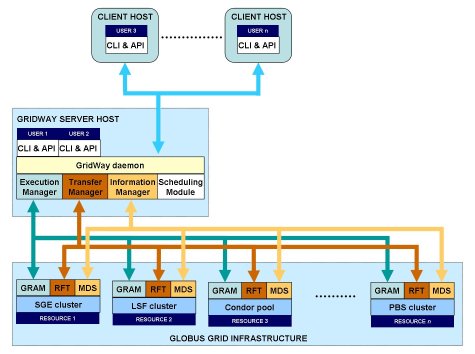 CLIENT HOST
USER 3
CLI & API
CLIENT HOST
USER n
CLI & API
GRIDWAY SERVER HOST
USER 1
USER 2
CLI & API
CLI & API
GridWay daemon
Execution
Manager
Transfer
Manager
Information
Manager
Scheduling
Module
GRAM
RFT
MDS
SGE cluster
RESOURCE 1
GRAM
RFT
MDS
LSF cluster
RESOURCE 2
GRAM
RFT
MDS
Condor pool
RESOURCE 3
GRAM
RFT
MDS
PBS cluster
RESOURCE n
GLOBUS GRID INFRASTRUCTURE